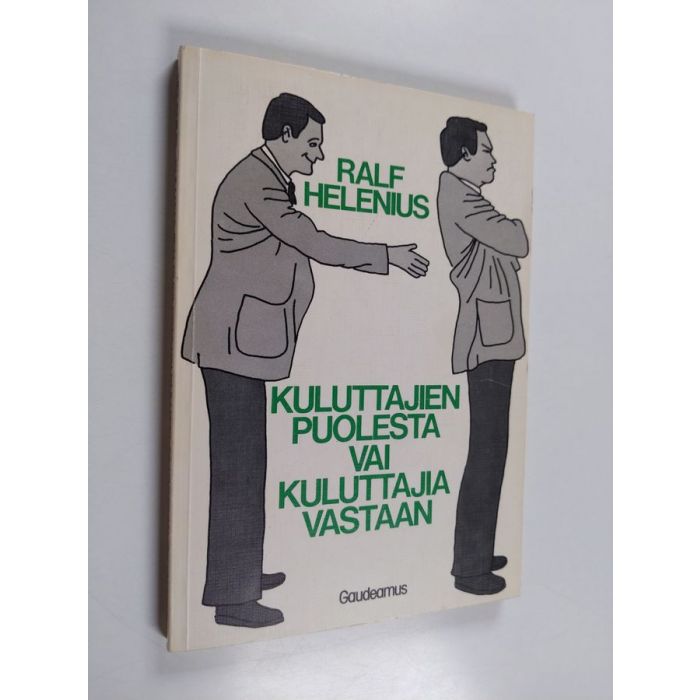 RALF
HELENIUS
KULUTTAJIEN
PUOLESTA
VAI
KULUTTAJIA
VASTAAN
Gaudeamus